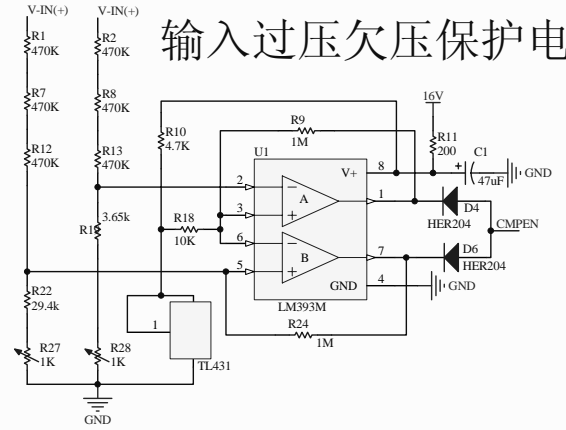 输入过压欠压保护电
V-IN(+)
V-IN(+)
R1
470K
R2
470K
R7
470K
R8
470K
R12
470K
R13
470K
R10
4.7K
R9
1M
16V
R11
200
C1
+
47uF
GND
U1
V+
8
2
3
6
5
A
B
1
7
4
GND
LM393M
D4
HER204
CMPEN
D6
HER204
GND
3.65k
R18
10K
R22
29.4k
R24
1M
1
TL431
R27
1K
R28
1K
GND